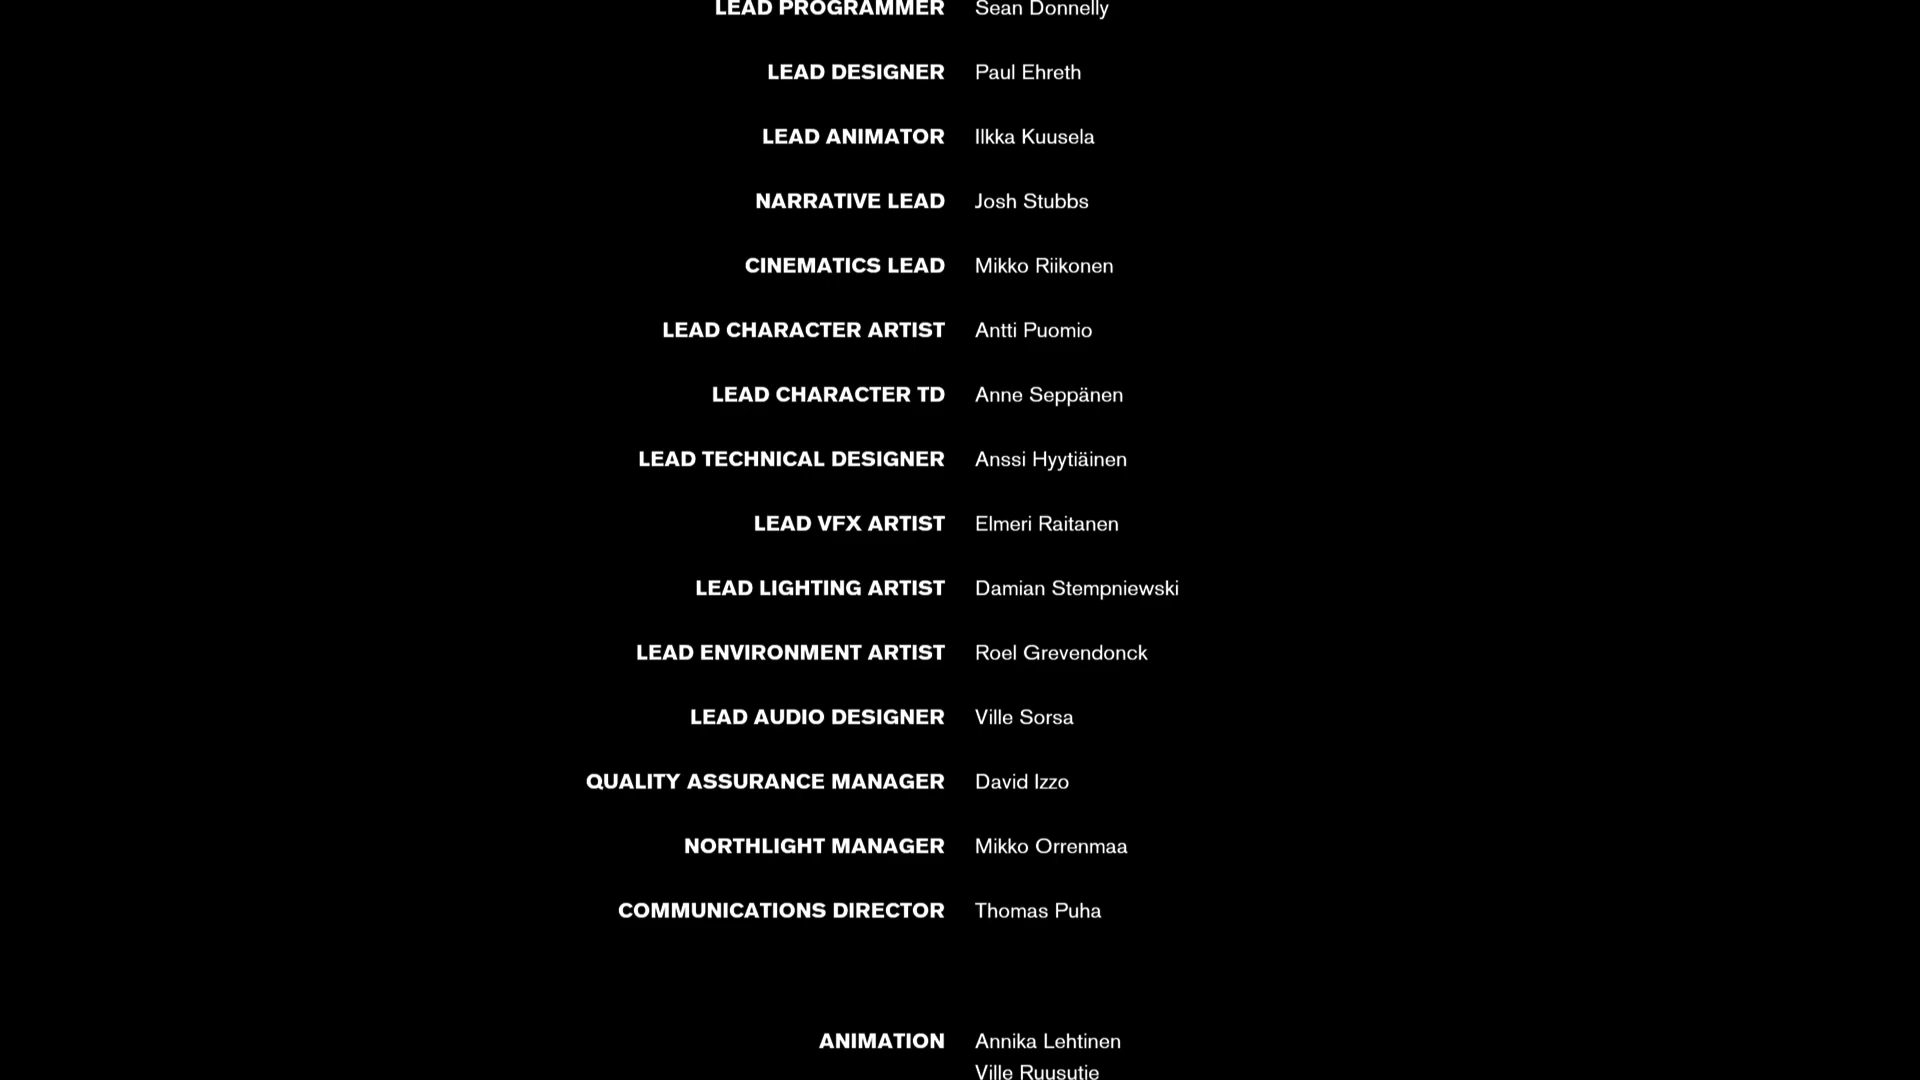 LEAD PROGRAMMER Sean Donnelly
LEAD DESIGNER Paul Ehreth
LEAD ANIMATOR Ilkka Kuusela
NARRATIVE LEAD Josh Stubbs
CINEMATICS LEAD Mikko Riikonen
LEAD CHARACTER ARTIST Antti Puomio
LEAD CHARACTER TD Anne Seppänen
LEAD TECHNICAL DESIGNER Anssi Hyytiäinen
LEAD VFX ARTIST Elmeri Raitanen
LEAD LIGHTING ARTIST Damian Stempniewski
LEAD ENVIRONMENT ARTIST Roel Grevendonck
LEAD AUDIO DESIGNER Ville Sorsa
QUALITY ASSURANCE MANAGER David Izzo
NORTHLIGHT MANAGER Mikko Orrenmaa
COMMUNICATIONS DIRECTOR Thomas Puha
ANIMATION Annika Lehtinen
Ville Ruusutie